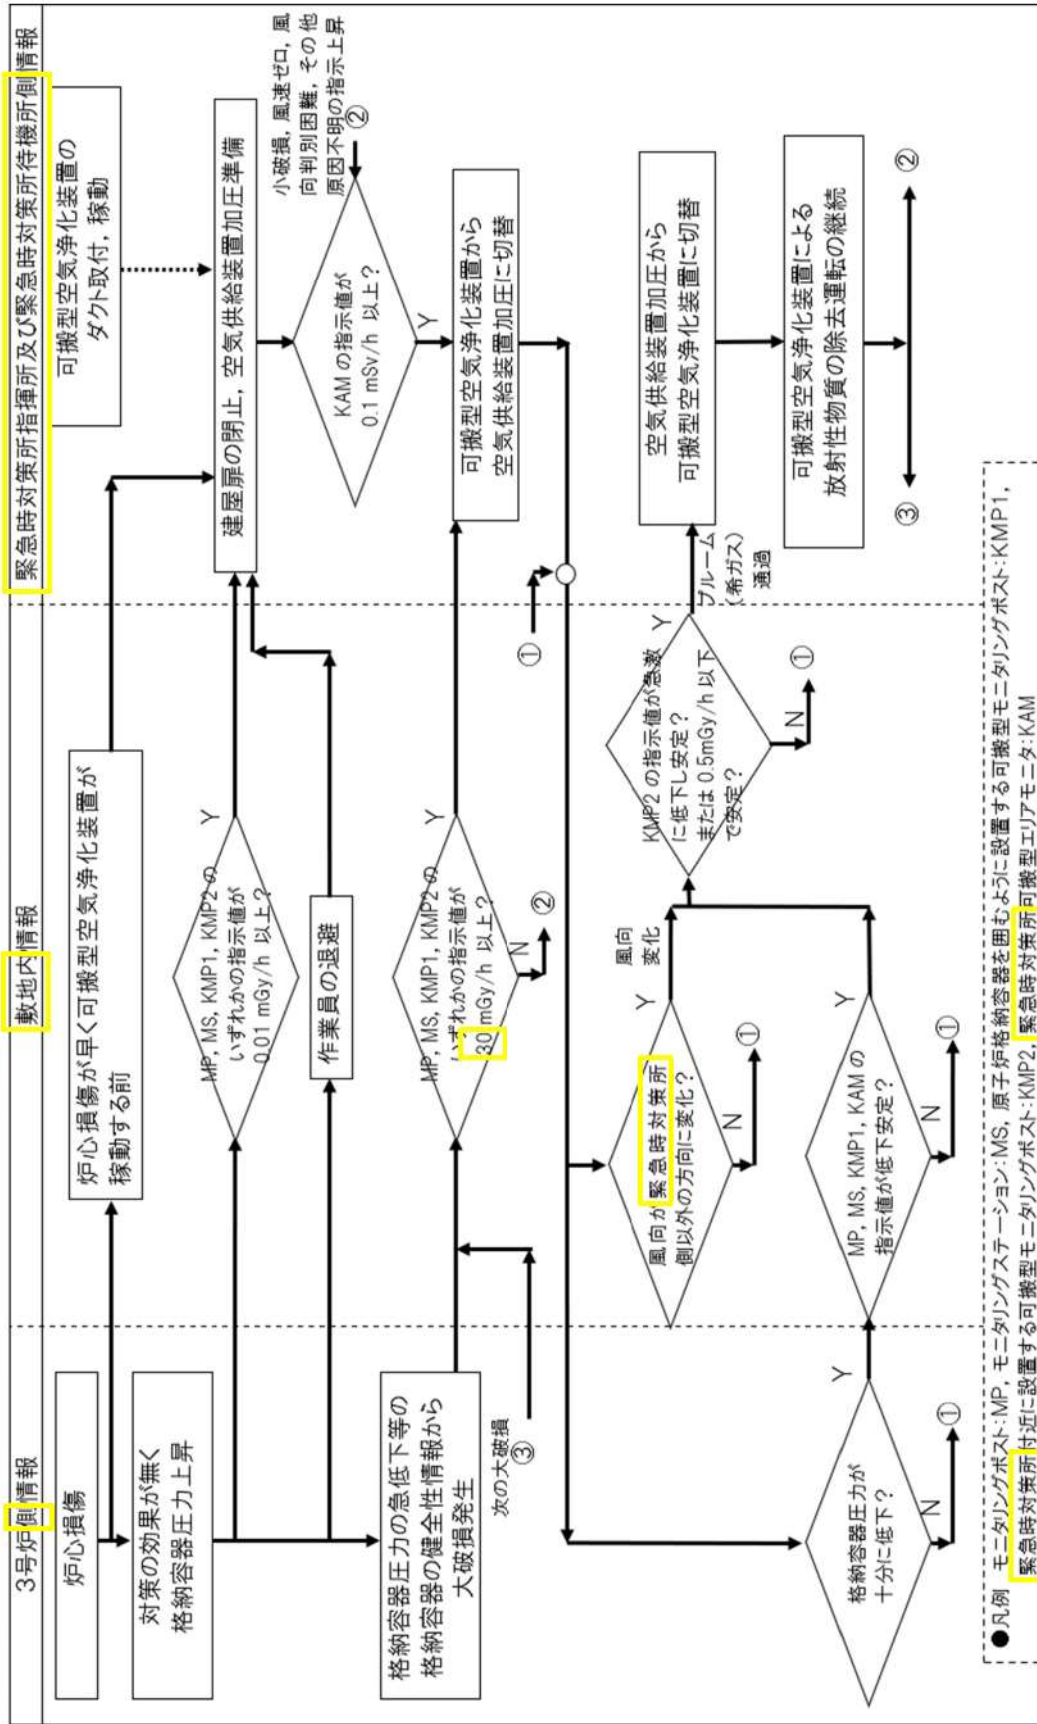 3号炉側情報
敷地内情報
緊急時対策所指揮所及び緊急時対策所待機所側情報
炉心損傷
炉心損傷が早く可搬型空気浄化装置が
稼動する前
可搬型空気浄化装置の
ダクト取付，稼動
対策の効果が無く
格納容器圧力上昇
MP, MS, KMP1, KMP2 の
いずれかの指示値が
0.01 mGy/h 以上？
Y
建屋扉の閉止，空気供給装置加圧準備
作業員の退避
小破損，風速ゼロ，風
向判別困難，その他
原因不明の指示上昇
②
KAM の指示値が
0.1 mSv/h 以上？
Y
格納容器圧力の急低下等の
格納容器の健全性情報から
大破損発生
MP, MS, KMP1, KMP2 の
いずれかの指示値が
30 mGy/h 以上？
Y
N
②
可搬型空気浄化装置から
空気供給装置加圧に切替
次の大破損
③
①
風向が緊急時対策所
側以外の方向に変化？
Y
風向
変化
N
①
KMP2 の指示値が急激
に低下し安定？
または 0.5mGy/h 以下
で安定？
Y
N
①
プルーム
（希ガス）
通過
空気供給装置加圧から
可搬型空気浄化装置に切替
格納容器圧力が
十分に低下？
Y
N
①
MP, MS, KMP1, KAM の
指示値が低下安定？
Y
N
①
可搬型空気浄化装置による
放射性物質の除去運転の継続
③
②
●凡例　モニタリングポスト：MP，モニタリングステーション：MS，原子炉格納容器を囲むように設置する可搬型モニタリングポスト：KMP1，
緊急時対策所付近に設置する可搬型モニタリングポスト：KMP2，緊急時対策所可搬型エリアモニタ：KAM